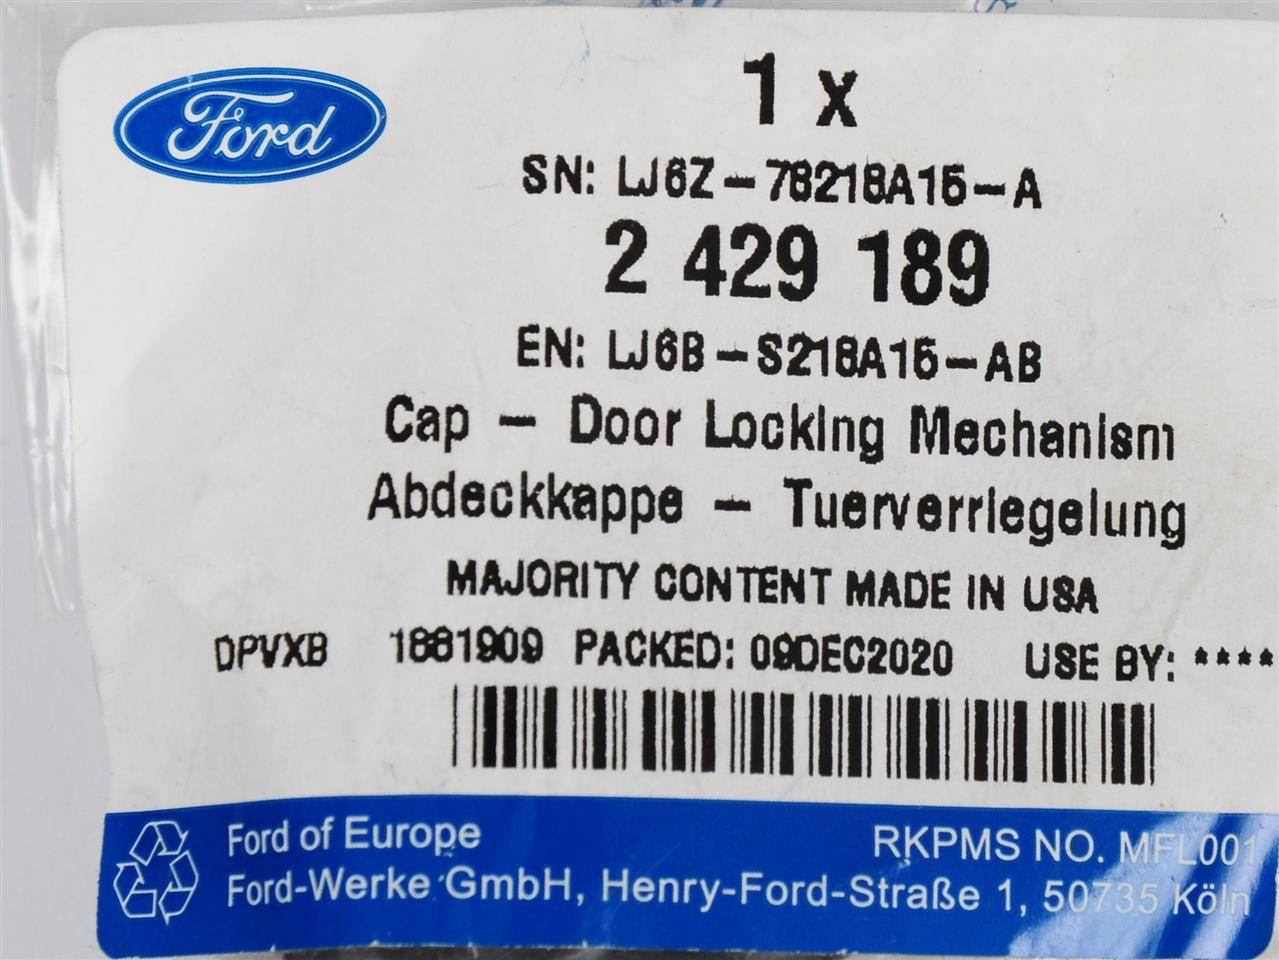 Ford
1 x
SN: LJ6Z-78218A15-A
2 429 189
EN: LJ6B-S218A15-AB
Cap - Door Locking Mechanism
Abdeckkappe - Tuerverriegelung
MAJORITY CONTENT MADE IN USA
DPVXB 1881909 PACKED: 09DEC2020 USE BY: ****
Ford of Europe RKPMS NO. MFL001
Ford-Werke GmbH, Henry-Ford-Straße 1, 50735 Köln